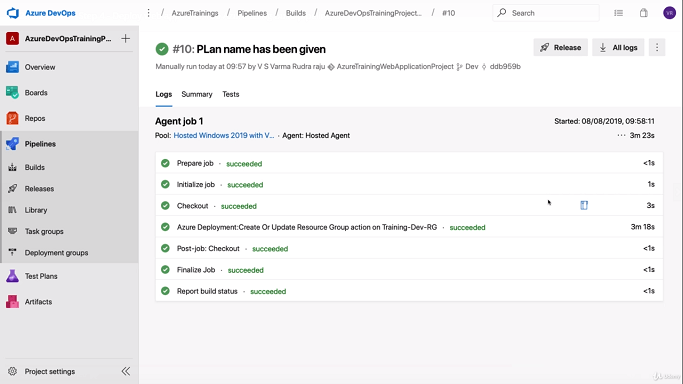 Azure DevOps
AzureTrainings / Pipelines / Builds / AzureDevOpsTrainingProject... / #10
Search
VR
A AzureDevOpsTrainingP...
Overview
Boards
Repos
Pipelines
Builds
Releases
Library
Task groups
Deployment groups
Test Plans
Artifacts
Project settings
#10: PLan name has been given
Release
All logs
Manually run today at 09:57 by V S Varma Rudra raju AzureTrainingWebApplicationProject Dev ddb959b
Logs Summary Tests
Agent job 1
Started: 08/08/2019, 09:58:11
Pool: Hosted Windows 2019 with V... · Agent: Hosted Agent
··· 3m 23s
Prepare job · succeeded <1s
Initialize job · succeeded 1s
Checkout · succeeded 3s
Azure Deployment:Create Or Update Resource Group action on Training-Dev-RG · succeeded 3m 18s
Post-job: Checkout · succeeded <1s
Finalize Job · succeeded <1s
Report build status · succeeded <1s